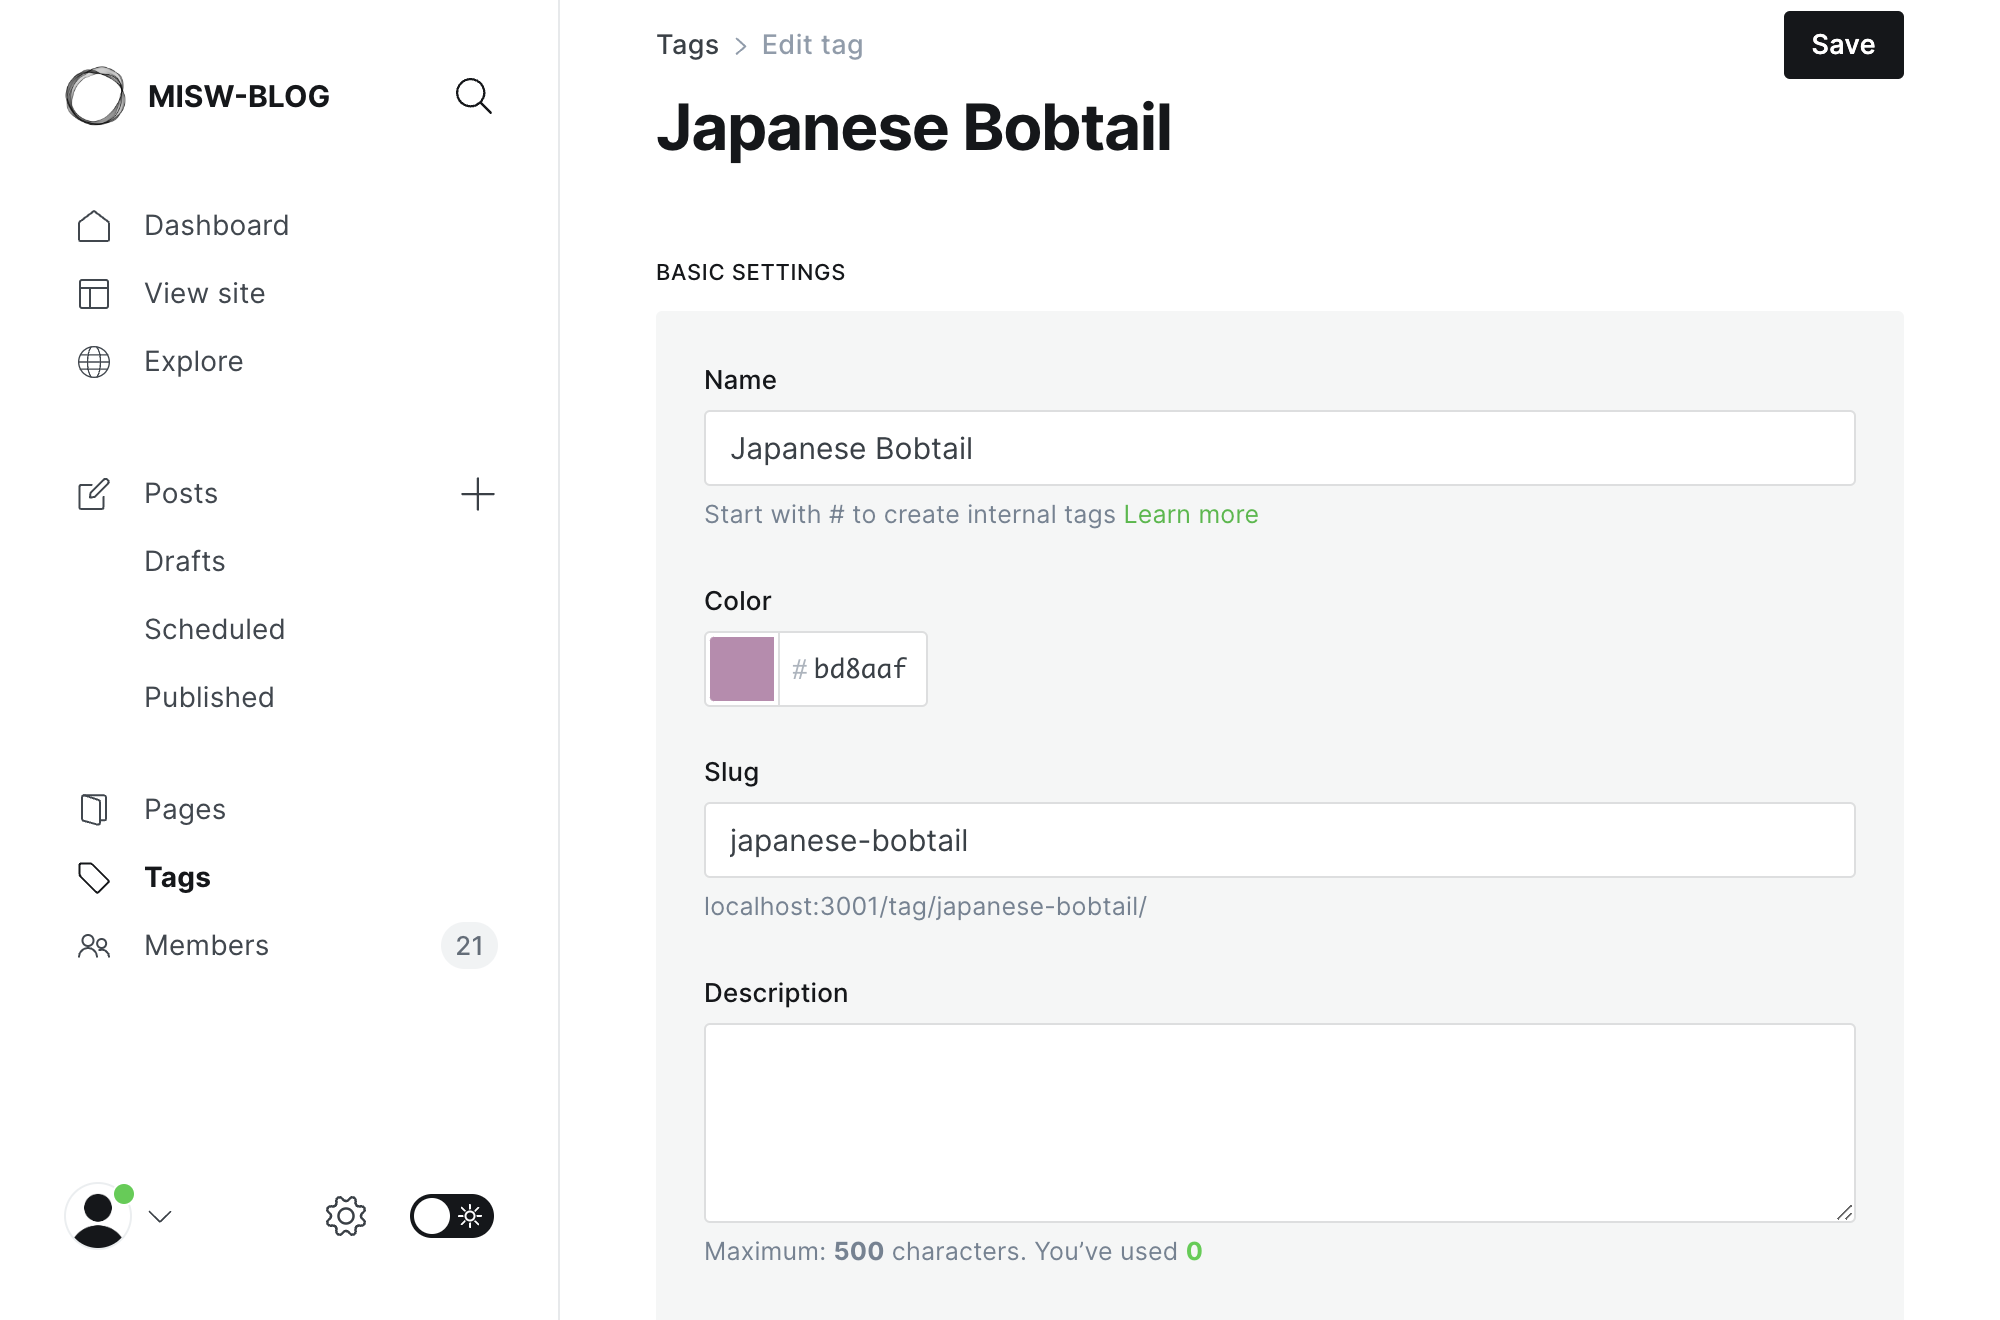 MISW-BLOG
Dashboard
View site
Explore
Posts
Drafts
Scheduled
Published
Pages
Tags
Members 21
Tags > Edit tag
Save
Japanese Bobtail
BASIC SETTINGS
Name
Japanese Bobtail
Start with # to create internal tags Learn more
Color
# bd8aaf
Slug
japanese-bobtail
localhost:3001/tag/japanese-bobtail/
Description
Maximum: 500 characters. You’ve used 0